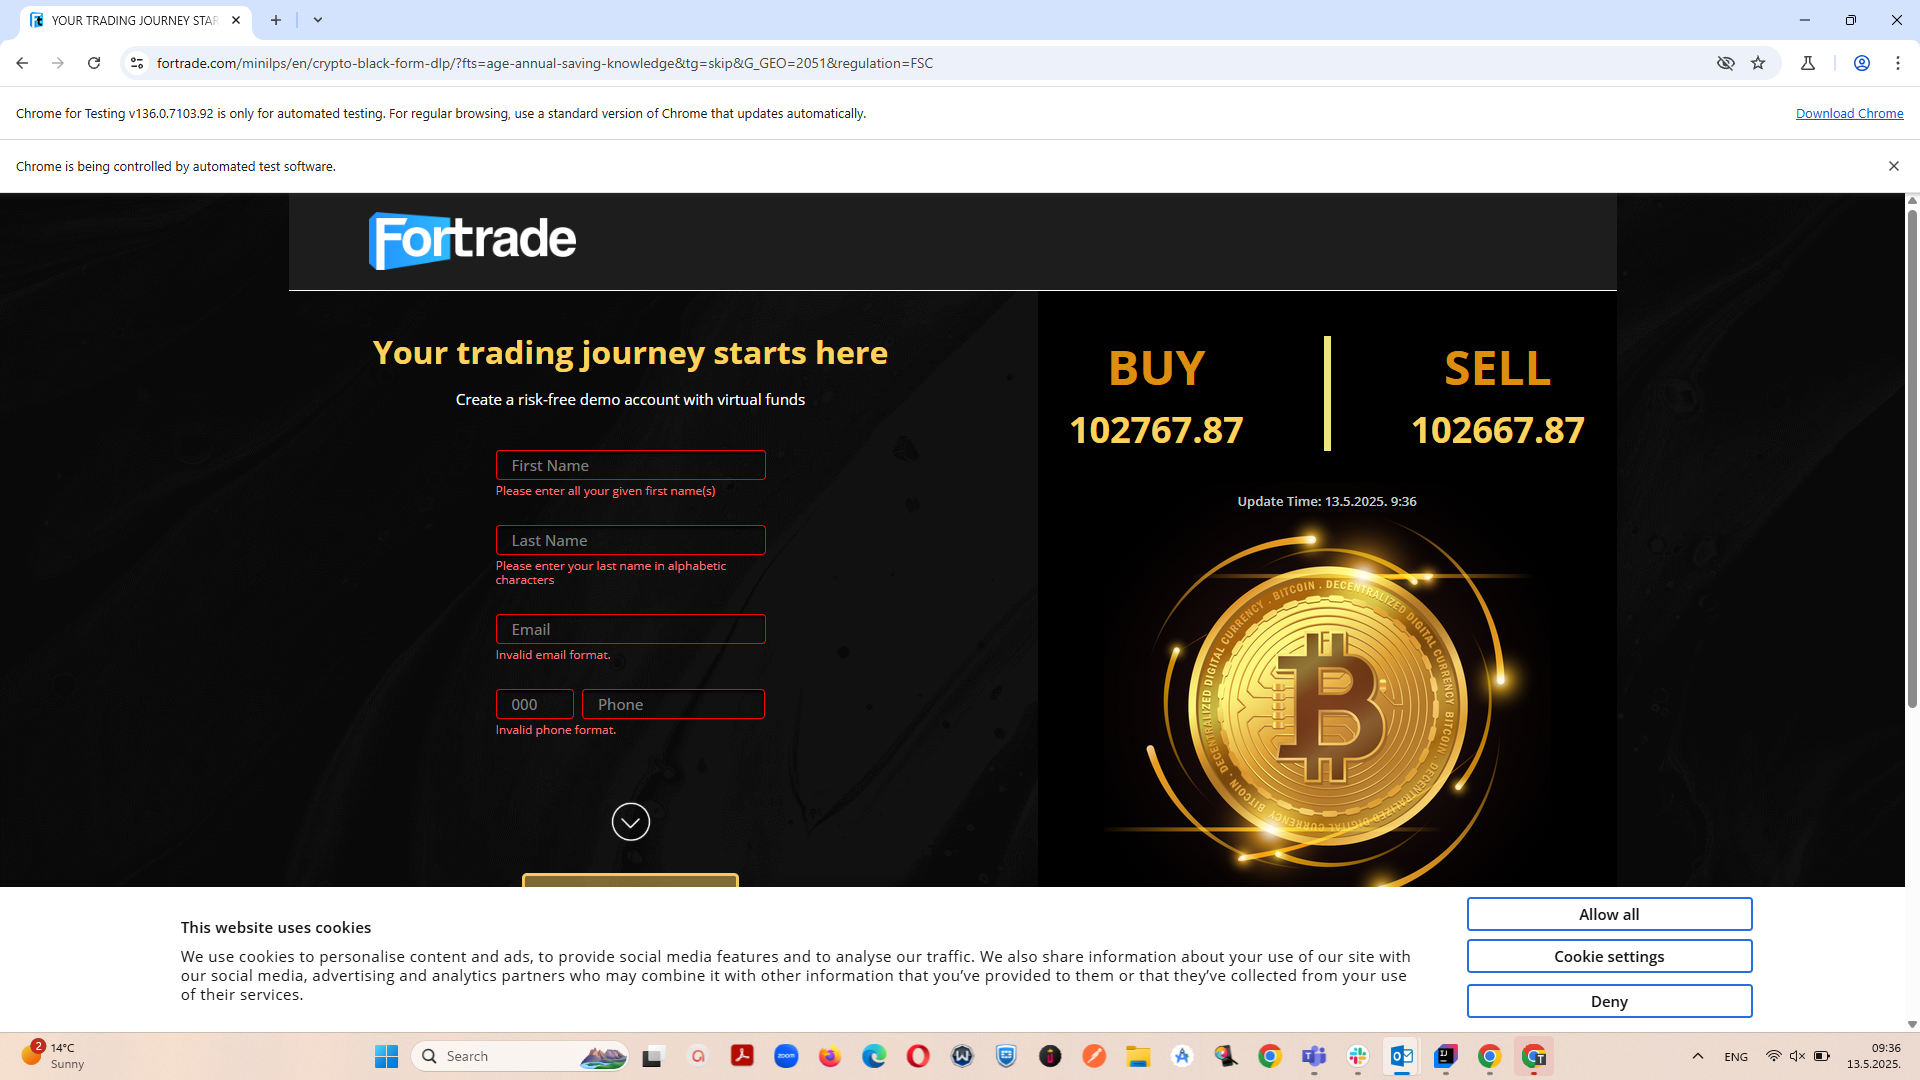 YOUR TRADING JOURNEY STAR
fortrade.com/minilps/en/crypto-black-form-dlp/?fts=age-annual-saving-knowledge&tg=skip&G_GEO=2051&regulation=FSC
Chrome for Testing v136.0.7103.92 is only for automated testing. For regular browsing, use a standard version of Chrome that updates automatically.
Download Chrome
Chrome is being controlled by automated test software.
Fortrade
Your trading journey starts here
Create a risk-free demo account with virtual funds
First Name
Please enter all your given first name(s)
Last Name
Please enter your last name in alphabetic
characters
Email
Invalid email format.
000 Phone
Invalid phone format.
BUY SELL
102767.87 102667.87
Update Time: 13.5.2025. 9:36
BITCOIN . DECENTRALIZED DIGITAL CURRENCY BITCOIN . DECENTRALIZED DIGITAL CURRENCY BITCOIN . DECENTRALIZED DIGITAL CURRENCY
This website uses cookies
We use cookies to personalise content and ads, to provide social media features and to analyse our traffic. We also share information about your use of our site with
our social media, advertising and analytics partners who may combine it with other information that you've provided to them or that they've collected from your use
of their services.
Allow all
Cookie settings
Deny
2
14°C
Sunny
Search
zoom
ENG
09:36
13.5.2025.